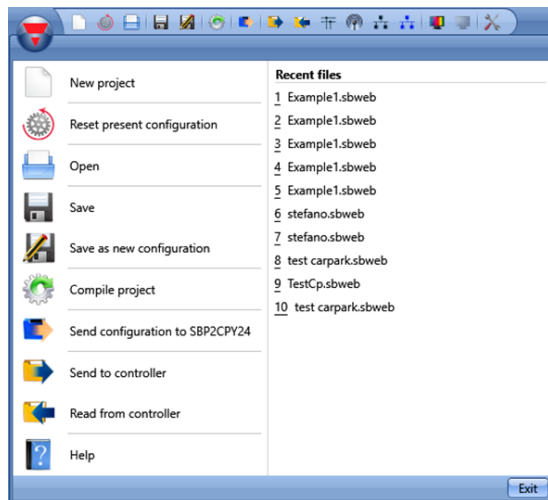 New project
Reset present configuration
Open
Save
Save as new configuration
Compile project
Send configuration to SBP2CPY24
Send to controller
Read from controller
Help
Recent files
1 Example1.sbweb
2 Example1.sbweb
3 Example1.sbweb
4 Example1.sbweb
5 Example1.sbweb
6 stefano.sbweb
7 stefano.sbweb
8 test carpark.sbweb
9 TestCp.sbweb
10 test carpark.sbweb
Exit